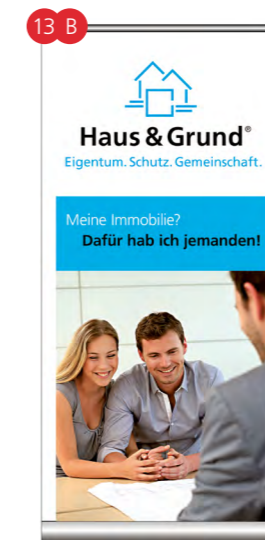 13 B
Haus & Grund®
Eigentum. Schutz. Gemeinschaft.
Meine Immobilie?
Dafür hab ich jemanden!